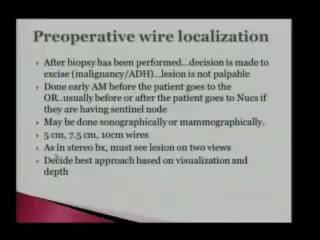 Preoperative wire localization
After biopsy has been performed...decision is made to
excise (malignancy/ADH)...lesion is not palpable
Done early AM before the patient goes to the
OR..usually before or after the patient goes to Nucs if
they are having sentinel node
May be done sonographically or mammographically.
5 cm, 7.5 cm, 10cm wires
As in stereo bx, must see lesion on two views
Decide best approach based on visualization and
depth